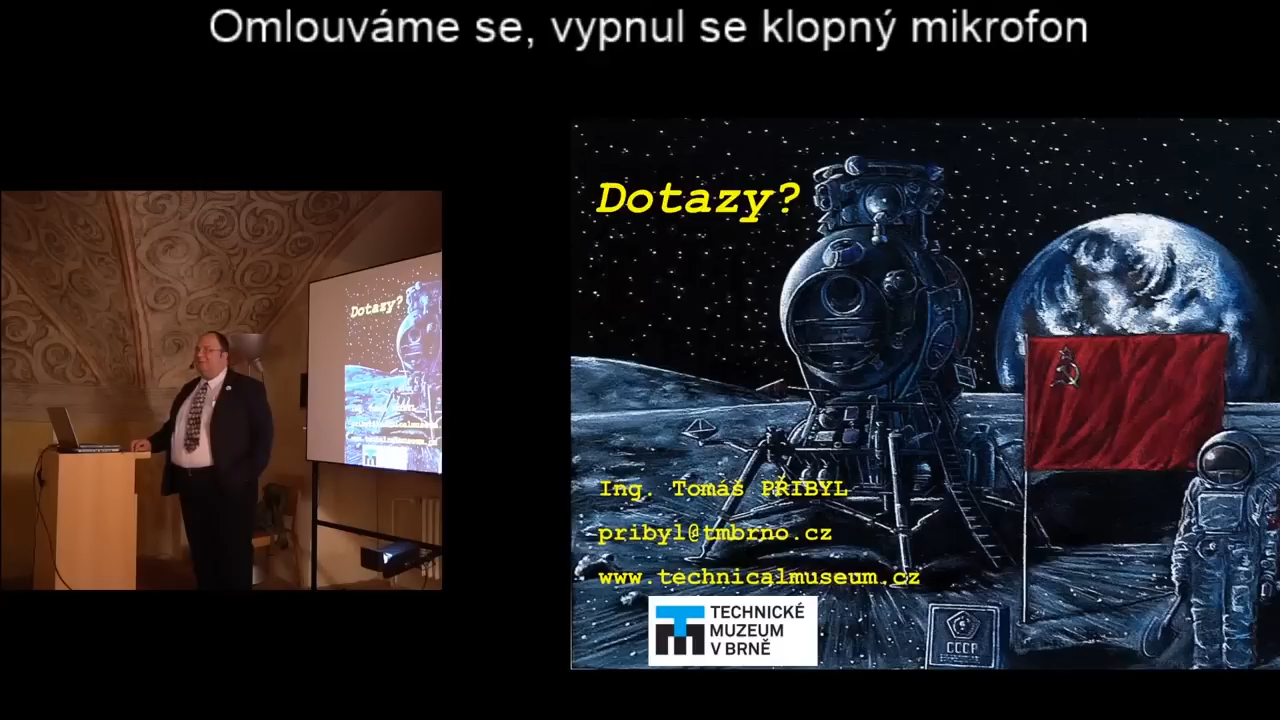 Omlouváme se, vypnul se klopný mikrofon
Dotazy?
Dotazy?
Ing. Tomáš PŘIBYL
pribyl@tmbrno.cz
www.technicalmuseum.cz
TECHNICKÉ
MUZEUM
V BRNĚ
СССР